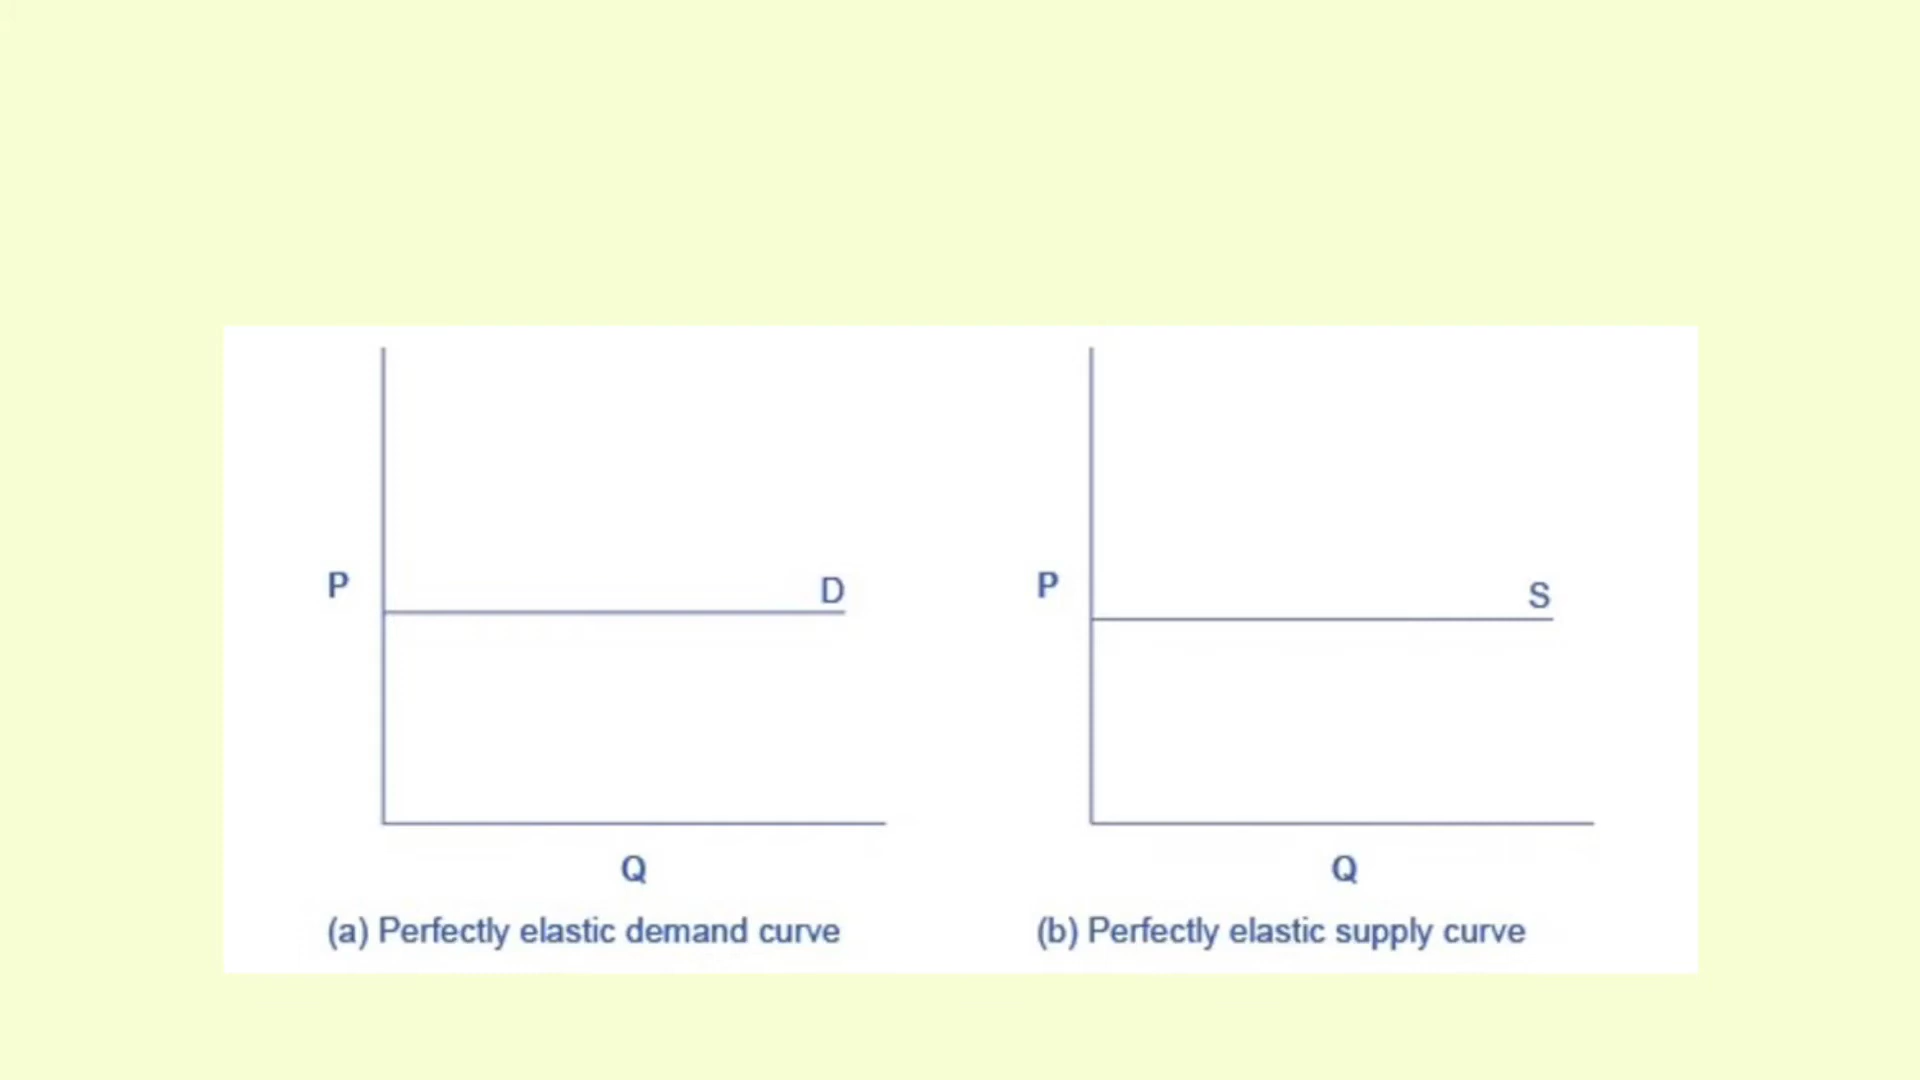 P
D
Q
(a) Perfectly elastic demand curve
P
S
Q
(b) Perfectly elastic supply curve